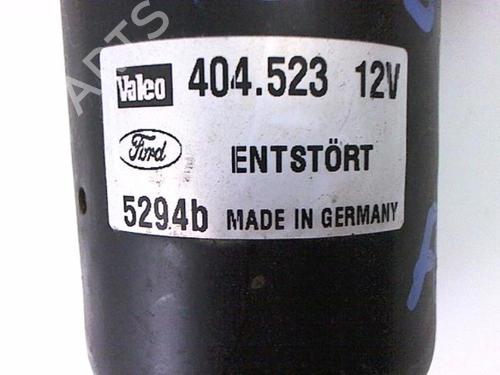 Valeo 404.523 12V
Ford ENTSTÖRT
5294b MADE IN GERMANY